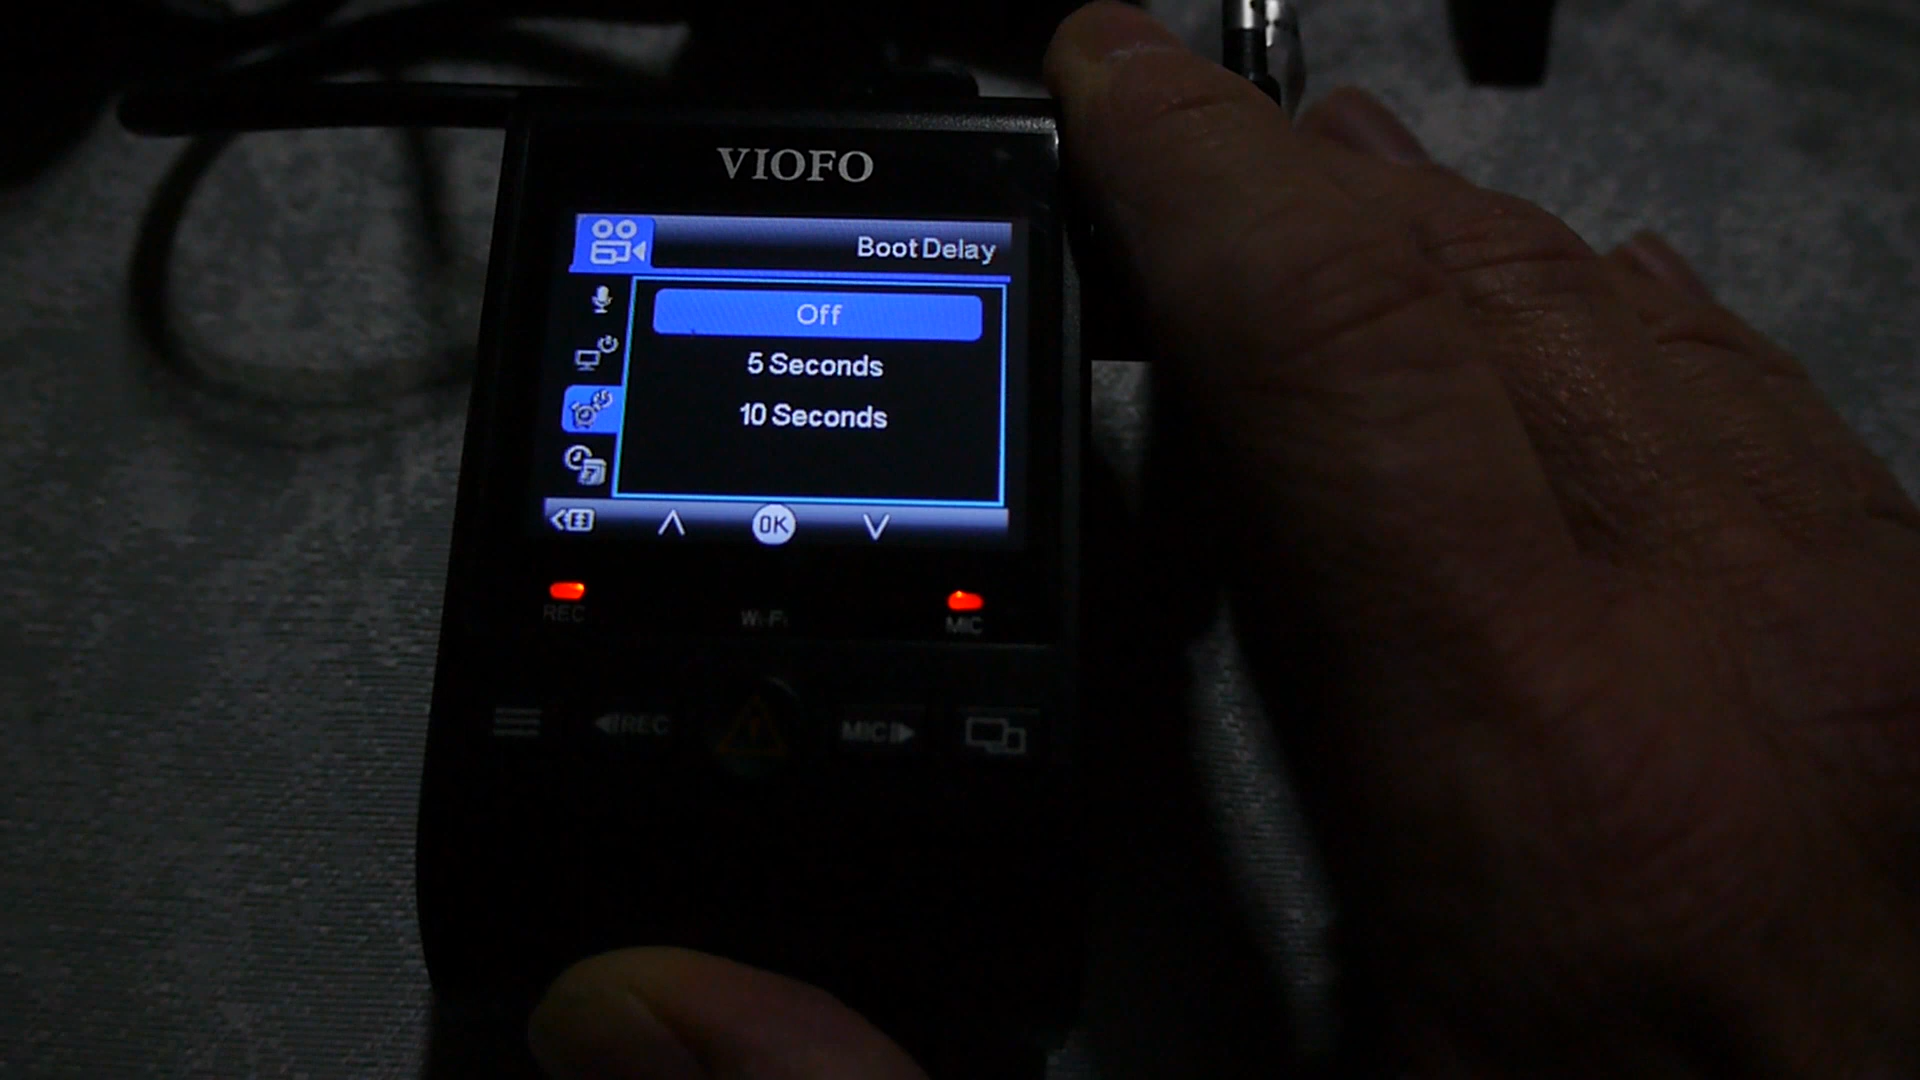 VIOFO
Boot Delay
Off
5 Seconds
10 Seconds
OK
REC
Wi-Fi
MIC
REC
MIC